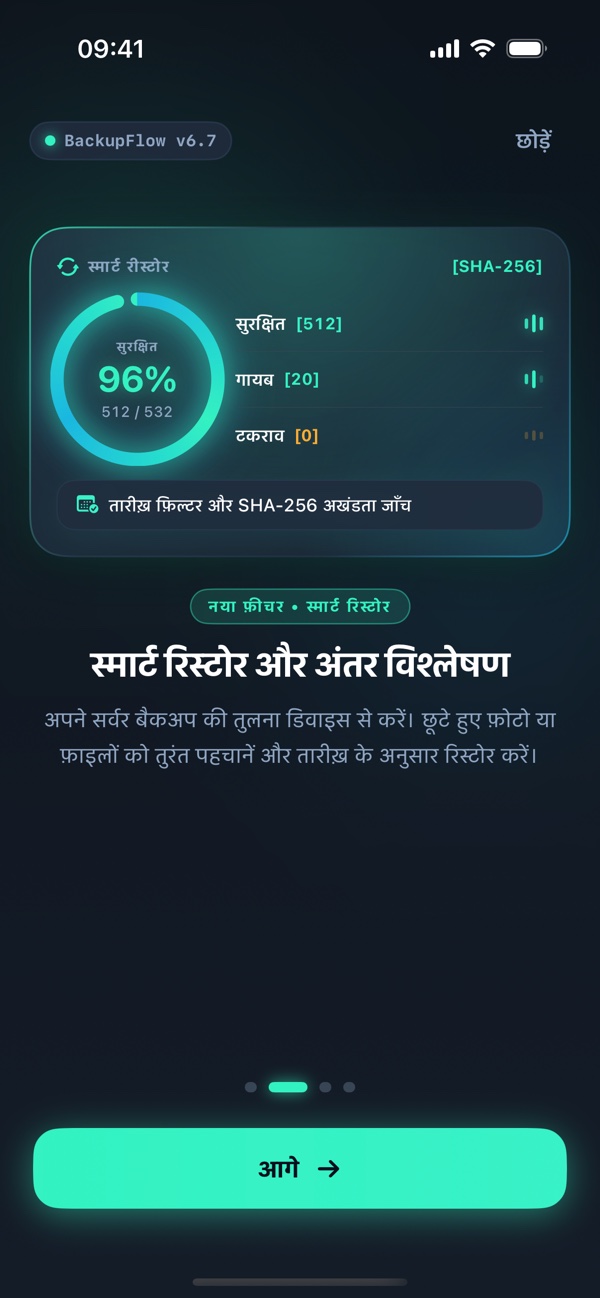 09:41
BackupFlow v6.7
छोड़ें
स्मार्ट रीस्टोर
[SHA-256]
सुरक्षित
96%
512 / 532
सुरक्षित [512]
गायब [20]
टकराव [0]
तारीख़ फ़िल्टर और SHA-256 अखंडता जाँच
नया फ़ीचर • स्मार्ट रिस्टोर
स्मार्ट रिस्टोर और अंतर विश्लेषण
अपने सर्वर बैकअप की तुलना डिवाइस से करें। छूटे हुए फ़ोटो या
फ़ाइलों को तुरंत पहचानें और तारीख़ के अनुसार रिस्टोर करें।
आगे →